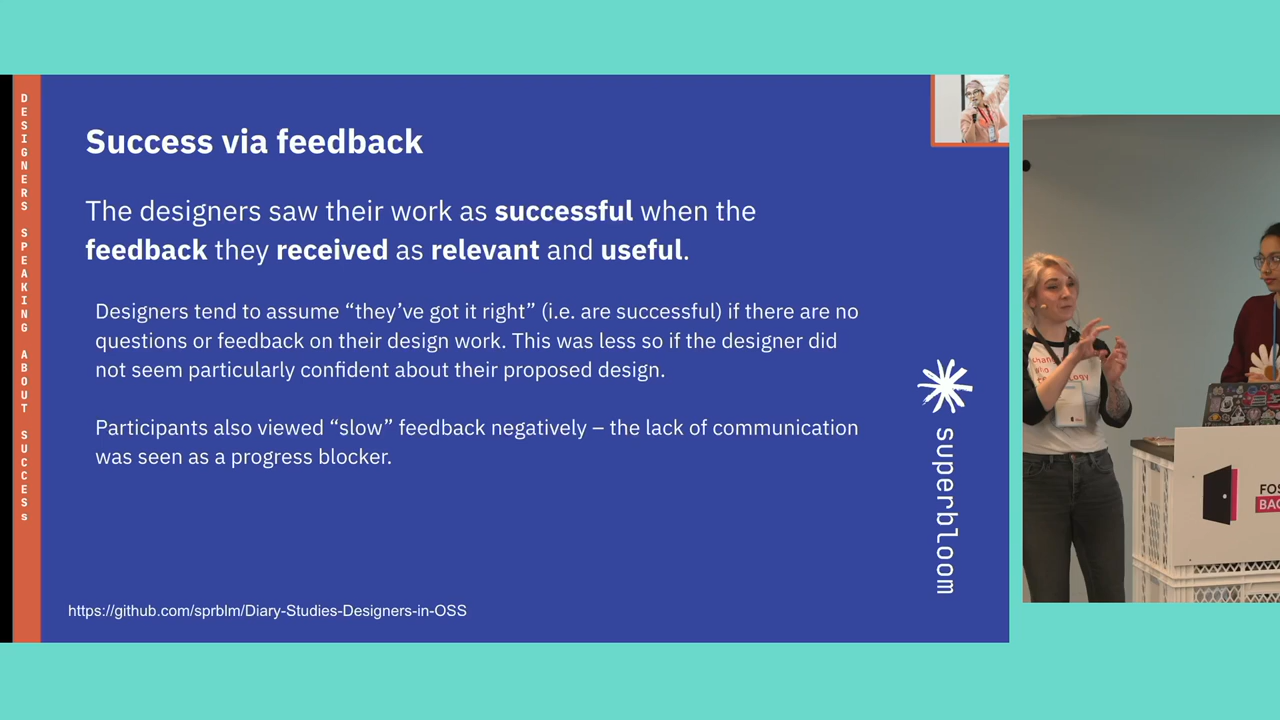 DESIGNERS SPEAKING ABOUT SUCCESs
Success via feedback
The designers saw their work as successful when the
feedback they received as relevant and useful.
Designers tend to assume “they’ve got it right” (i.e. are successful) if there are no
questions or feedback on their design work. This was less so if the designer did
not seem particularly confident about their proposed design.
Participants also viewed “slow” feedback negatively – the lack of communication
was seen as a progress blocker.
superbloom
https://github.com/sprblm/Diary-Studies-Designers-in-OSS